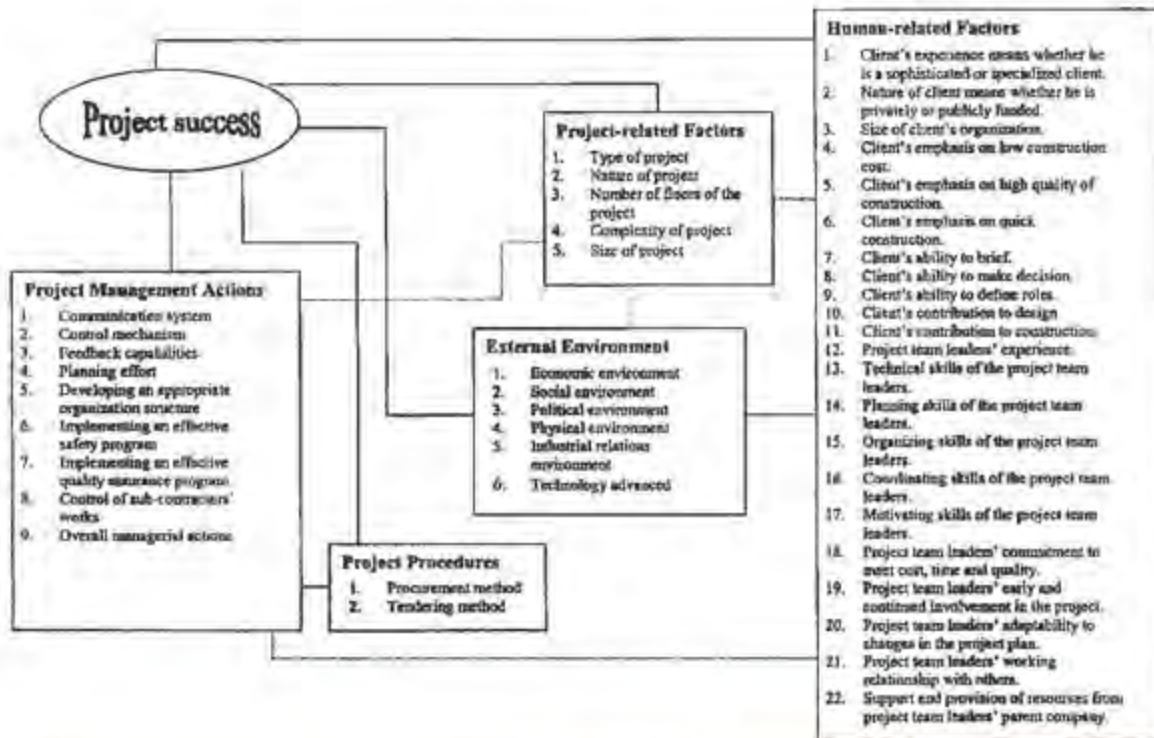 Project success
Project Management Actions
1. Communication system
2. Control mechanism
3. Feedback capabilities
4. Planning effort
5. Developing an appropriate
organization structure
6. Implementing an effective
safety program
7. Implementing an effective
quality assurance program
8. Control of sub-contractors'
works
9. Overall managerial actions
Project Procedures
1. Procurement method
2. Tendering method
Project-related Factors
1. Type of project
2. Nature of project
3. Number of floors of the
project
4. Complexity of project
5. Size of project
External Environment
1. Economic environment
2. Social environment
3. Political environment
4. Physical environment
5. Industrial relations
environment
6. Technology advanced
Human-related Factors
1. Client's experience means whether he
is a sophisticated or specialized client.
2. Nature of client means whether he is
privately or publicly funded.
3. Size of client's organization.
4. Client's emphasis on low construction
cost.
5. Client's emphasis on high quality of
construction.
6. Client's emphasis on quick
construction.
7. Client's ability to brief.
8. Client's ability to make decision
9. Client's ability to define roles.
10. Client's contribution to design
11. Client's contribution to construction
12. Project team leaders' experience.
13. Technical skills of the project team
leaders.
14. Planning skills of the project team
leaders.
15. Organizing skills of the project team
leaders.
16. Coordinating skills of the project team
leaders.
17. Motivating skills of the project team
leaders.
18. Project team leaders' commitment to
meet cost, time and quality.
19. Project team leaders' early and
continued involvement in the project.
20. Project team leaders' adaptability to
changes in the project plan.
21. Project team leaders' working
relationship with others.
22. Support and provision of resources from
project team leaders' parent company.